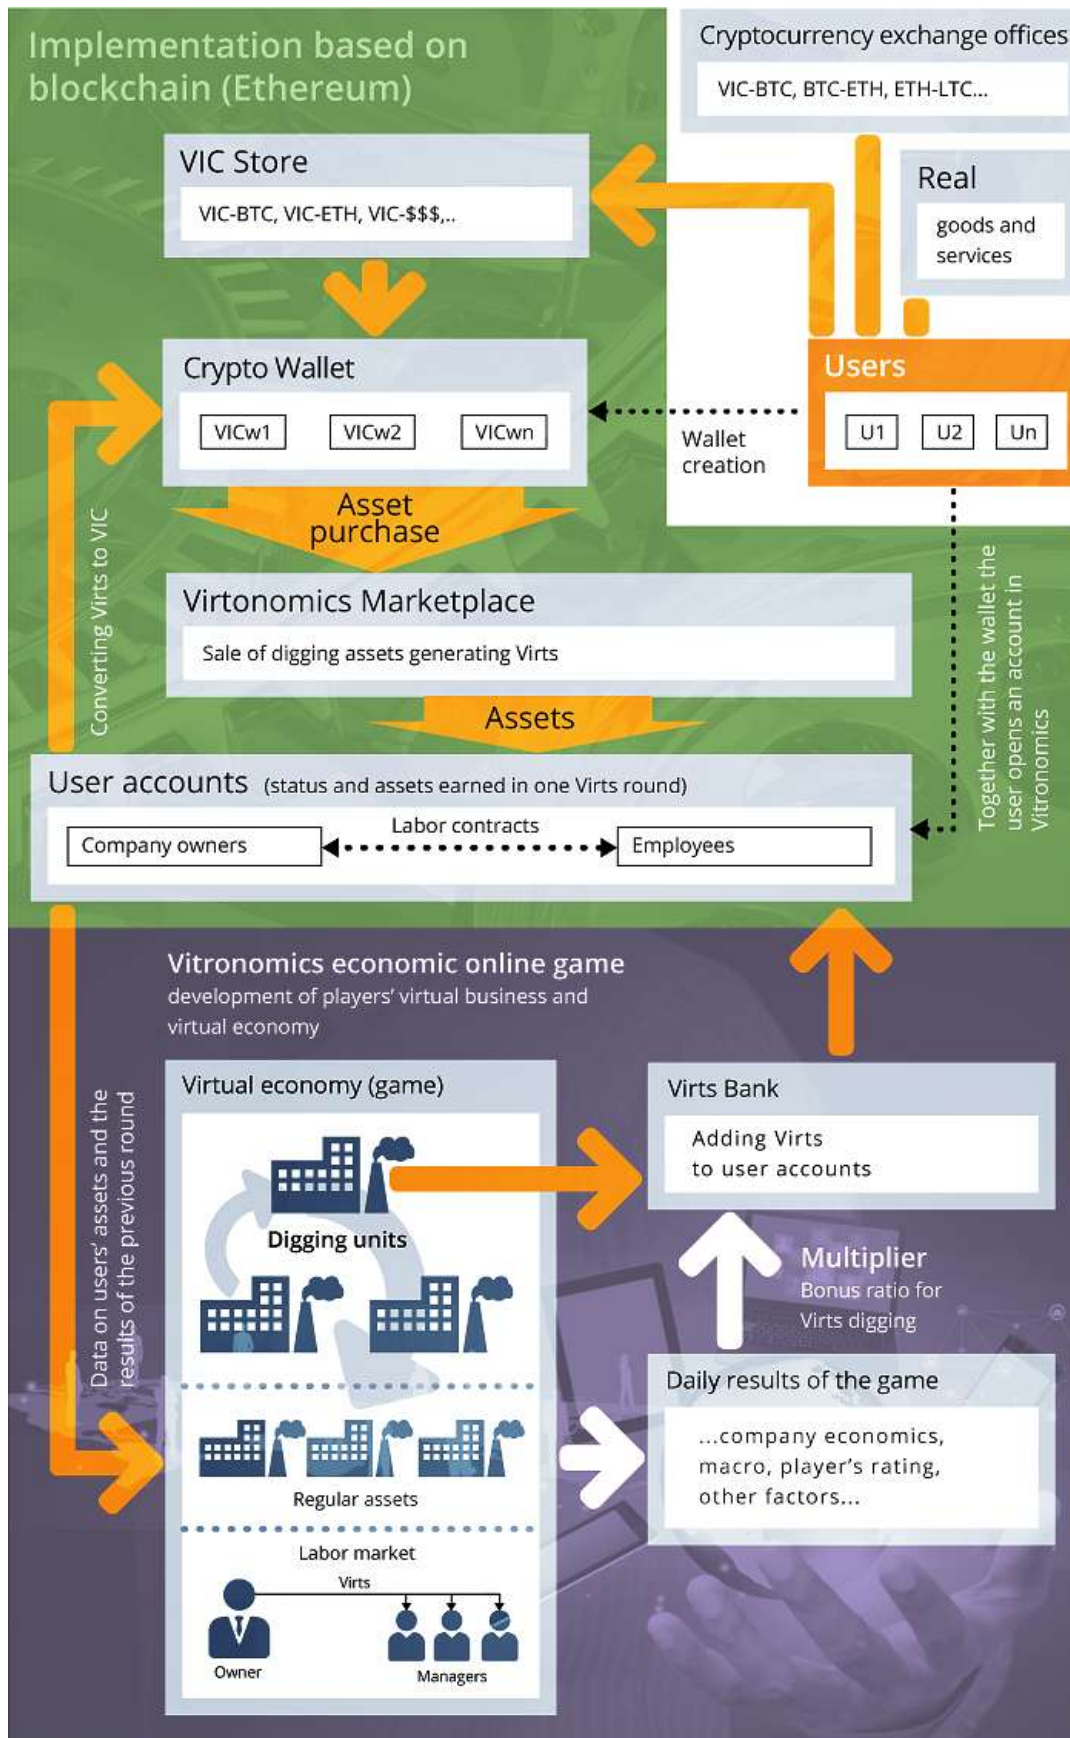 Implementation based on
blockchain (Ethereum)
Cryptocurrency exchange offices
VIC-BTC, BTC-ETH, ETH-LTC...
VIC Store
VIC-BTC, VIC-ETH, VIC-$$$,..
Real
goods and
services
Crypto Wallet
VICw1
VICw2
VICwn
Users
U1
U2
Un
Wallet
creation
Asset
purchase
Converting Virts to VIC
Together with the wallet the
user opens an account in
Vitronomics
Virtonomics Marketplace
Sale of digging assets generating Virts
Assets
User accounts (status and assets earned in one Virts round)
Company owners
Labor contracts
Employees
Vitronomics economic online game
development of players' virtual business and
virtual economy
Data on users' assets and the
results of the previous round
Virtual economy (game)
Digging units
Regular assets
Labor market
Virts
Owner
Managers
Virts Bank
Adding Virts
to user accounts
Multiplier
Bonus ratio for
Virts digging
Daily results of the game
...company economics,
macro, player's rating,
other factors...